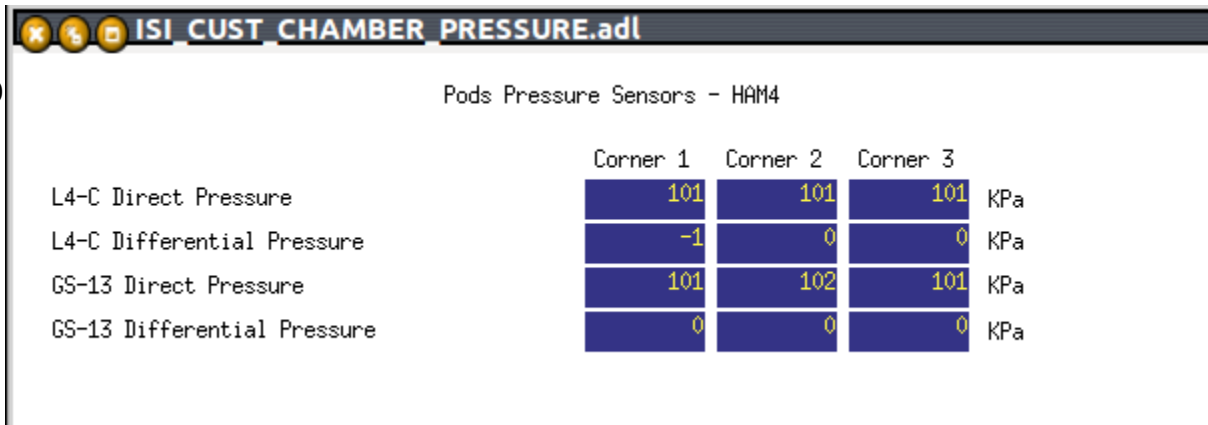 ISI_CUST_CHAMBER_PRESSURE.adl
Pods Pressure Sensors - HAM4
Corner 1 Corner 2 Corner 3
L4-C Direct Pressure 101 101 101 KPa
L4-C Differential Pressure -1 0 0 KPa
GS-13 Direct Pressure 101 102 101 KPa
GS-13 Differential Pressure 0 0 0 KPa